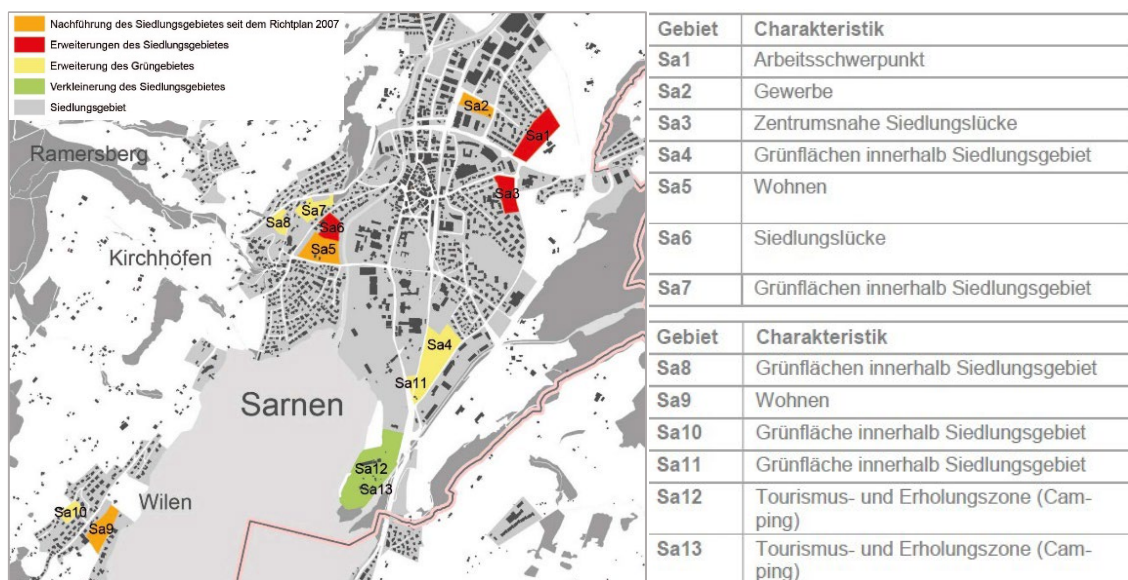 Nachführung des Siedlungsgebietes seit dem Richtplan 2007
Erweiterungen des Siedlungsgebietes
Erweiterung des Grüngebietes
Verkleinerung des Siedlungsgebietes
Siedlungsgebiet
Sa2
Sa1
Ramersberg
Sa3
Sa7
Sa8
Sa6
Sa5
Kirchhofen
Sa4
Sa11
Sarnen
Sa12
Sa13
Wilen
Sa10
Sa9
Gebiet Charakteristik
Sa1 Arbeitsschwerpunkt
Sa2 Gewerbe
Sa3 Zentrumsnahe Siedlungslücke
Sa4 Grünflächen innerhalb Siedlungsgebiet
Sa5 Wohnen
Sa6 Siedlungslücke
Sa7 Grünflächen innerhalb Siedlungsgebiet
Gebiet Charakteristik
Sa8 Grünflächen innerhalb Siedlungsgebiet
Sa9 Wohnen
Sa10 Grünfläche innerhalb Siedlungsgebiet
Sa11 Grünfläche innerhalb Siedlungsgebiet
Sa12 Tourismus- und Erholungszone (Cam-
ping)
Sa13 Tourismus- und Erholungszone (Cam-
ping)